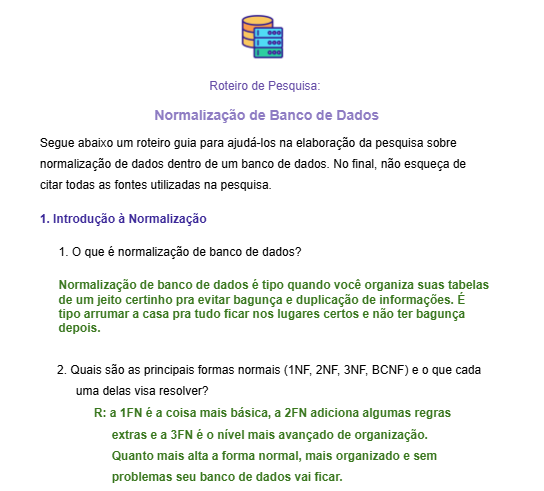 Roteiro de Pesquisa:
Normalização de Banco de Dados
Segue abaixo um roteiro guia para ajudá-los na elaboração da pesquisa sobre
normalização de dados dentro de um banco de dados. No final, não esqueça de
citar todas as fontes utilizadas na pesquisa.
1. Introdução à Normalização
1. O que é normalização de banco de dados?
Normalização de banco de dados é tipo quando você organiza suas tabelas
de um jeito certinho pra evitar bagunça e duplicação de informações. É
tipo arrumar a casa pra tudo ficar nos lugares certos e não ter bagunça
depois.
2. Quais são as principais formas normais (1NF, 2NF, 3NF, BCNF) e o que cada
uma delas visa resolver?
R: a 1FN é a coisa mais básica, a 2FN adiciona algumas regras
extras e a 3FN é o nível mais avançado de organização.
Quanto mais alta a forma normal, mais organizado e sem
problemas seu banco de dados vai ficar.